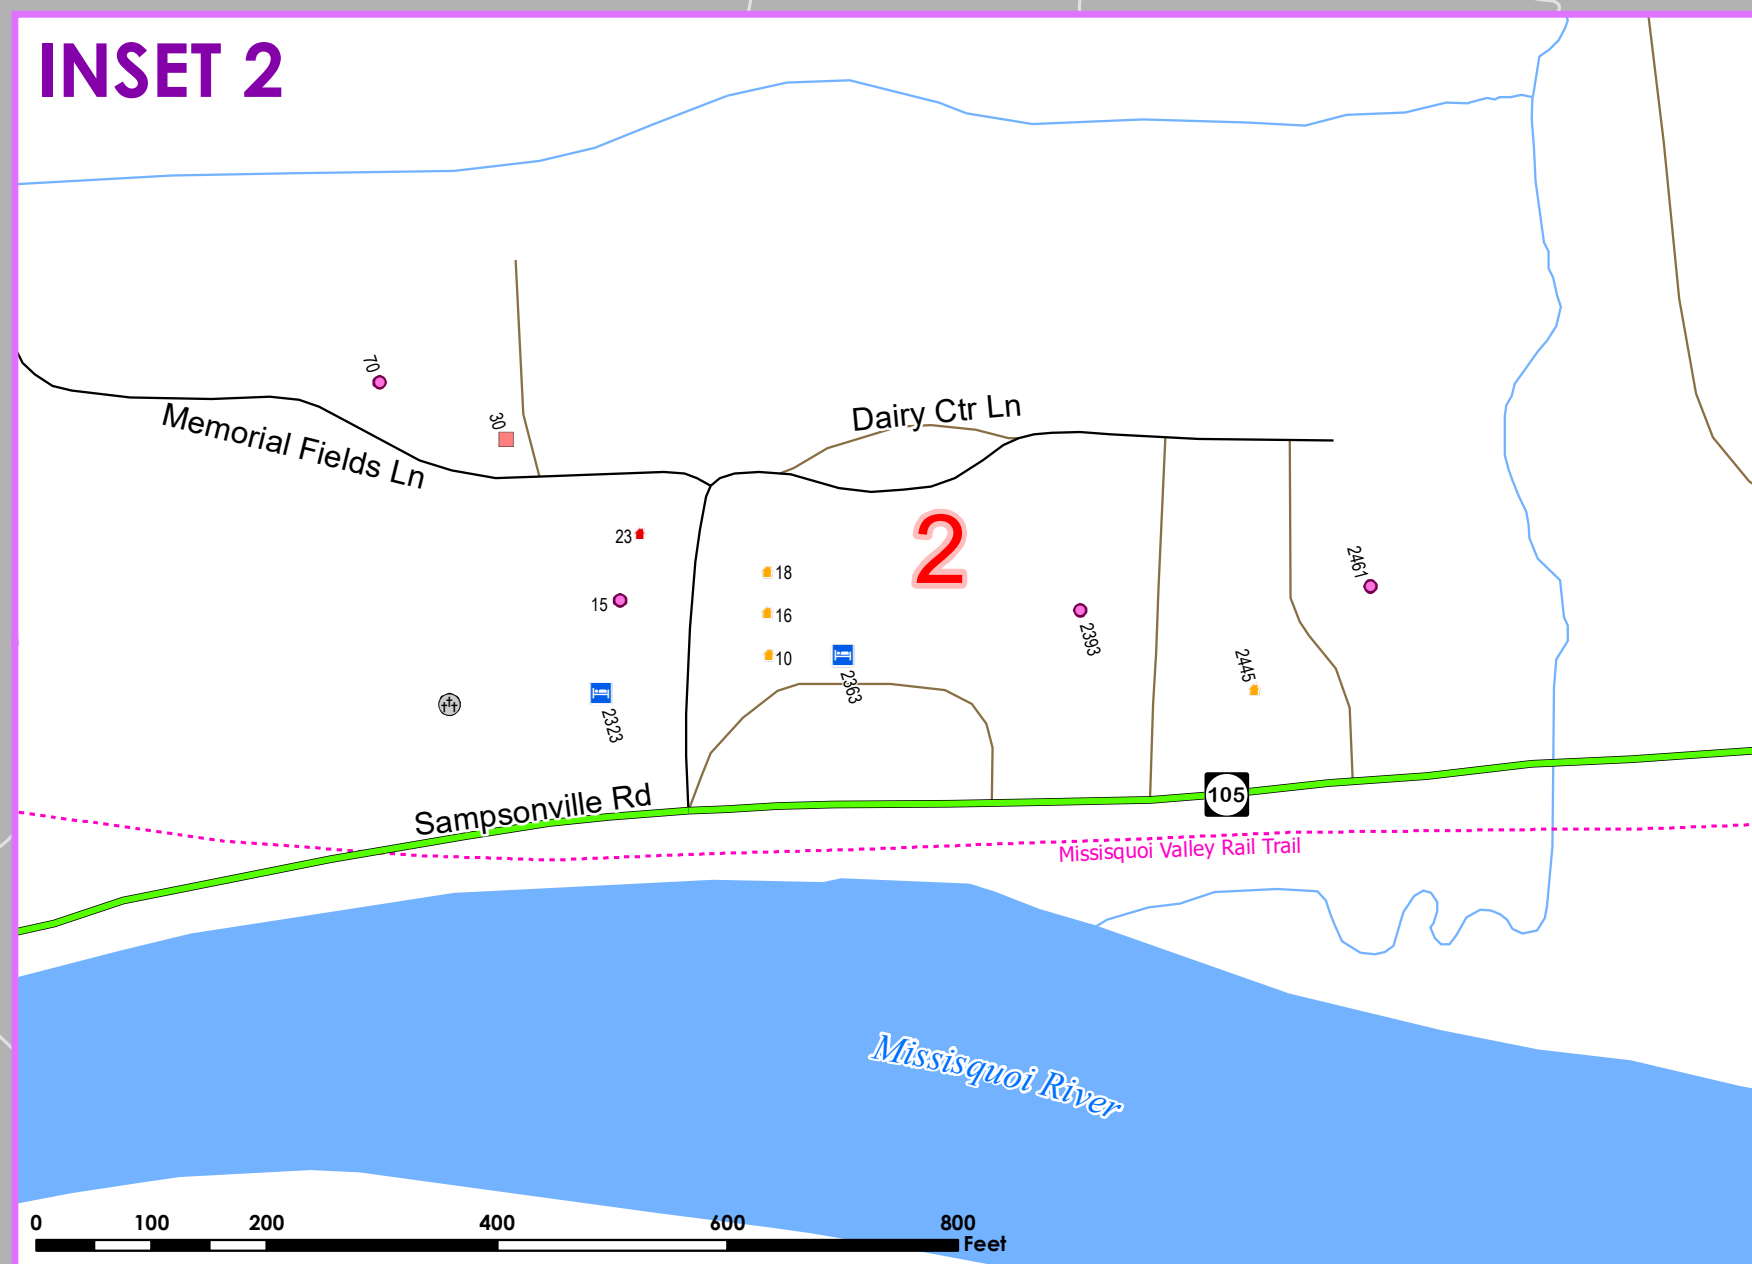 INSET 2
70
30
Memorial Fields Ln
Dairy Ctr Ln
23
15
18
16
10
2
2393
2461
2445
2363
2323
Sampsonville Rd
105
Missisquoi Valley Rail Trail
Missisquoi River
0 100 200 400 600 800
Feet